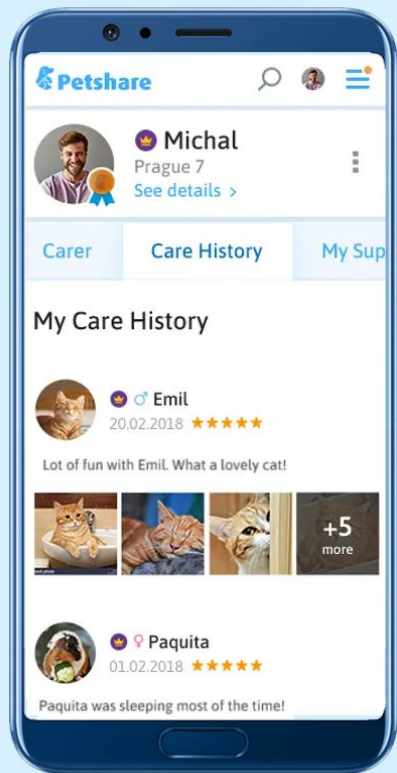 Petshare
Michal
Prague 7
See details >
Carer
Care History
My Sup
My Care History
Emil
20.02.2018
Lot of fun with Emil. What a lovely cat!
+5
more
Paquita
01.02.2018
Paquita was sleeping most of the time!